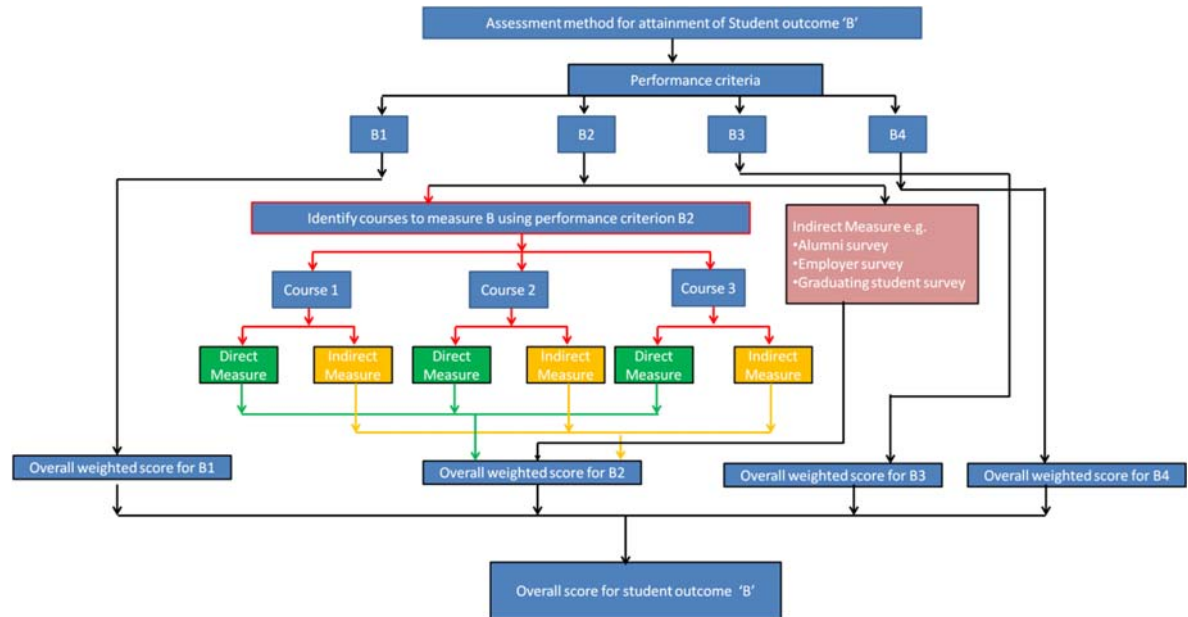 Assessment method for attainment of Student outcome ‘B’
Performance criteria
B1
B2
B3
B4
Identify courses to measure B using performance criterion B2
Indirect Measure e.g.
•Alumni survey
•Employer survey
•Graduating student survey
Course 1
Course 2
Course 3
Direct
Measure
Indirect
Measure
Direct
Measure
Indirect
Measure
Direct
Measure
Indirect
Measure
Overall weighted score for B1
Overall weighted score for B2
Overall weighted score for B3
Overall weighted score for B4
Overall score for student outcome ‘B’